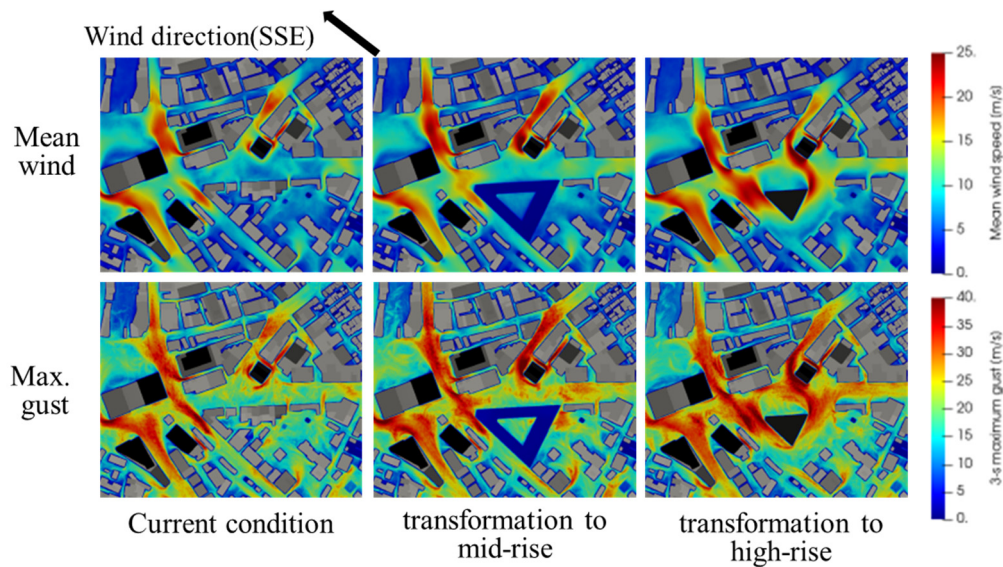 Wind direction(SSE)
Mean
wind
25.
20
15
10
5
0.
Mean wind speed (m/s)
Max.
gust
40.
35
30
25
20
15
10
5
0.
3-s maximum gust (m/s)
Current condition
transformation to
mid-rise
transformation to
high-rise